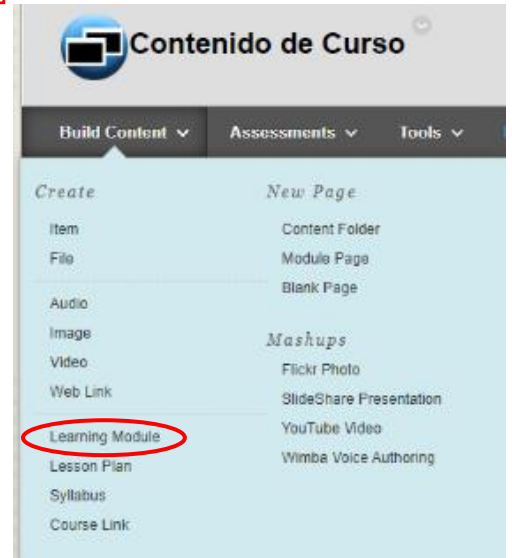 Contenido de Curso
Build Content Assessments Tools
Create
Item
File
Audio
Image
Video
Web Link
Learning Module
Lesson Plan
Syllabus
Course Link
New Page
Content Folder
Module Page
Blank Page
Mashups
Flickr Photo
SlideShare Presentation
YouTube Video
Wimba Voice Authoring